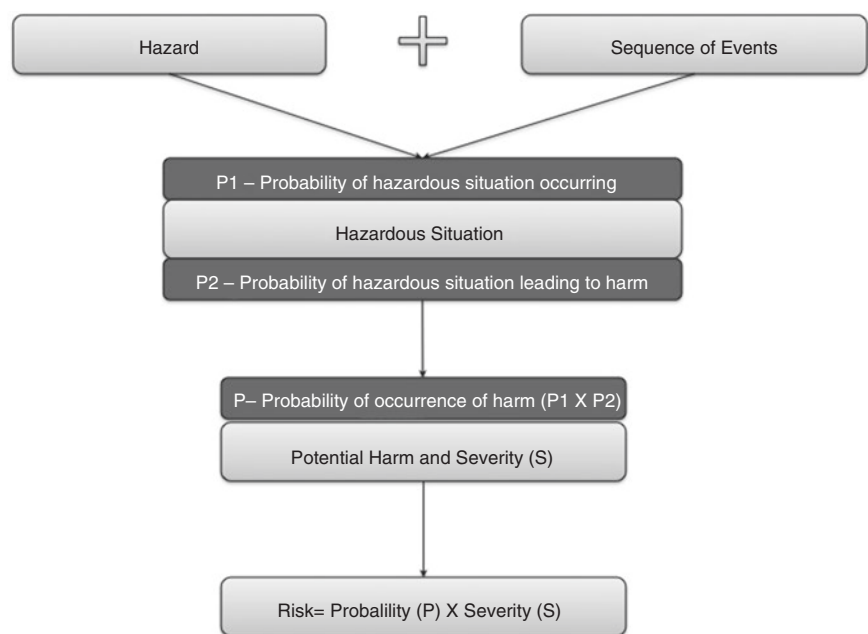 Hazard
Sequence of Events
P1 – Probability of hazardous situation occurring
Hazardous Situation
P2 – Probability of hazardous situation leading to harm
P– Probability of occurrence of harm (P1 X P2)
Potential Harm and Severity (S)
Risk= Probalility (P) X Severity (S)